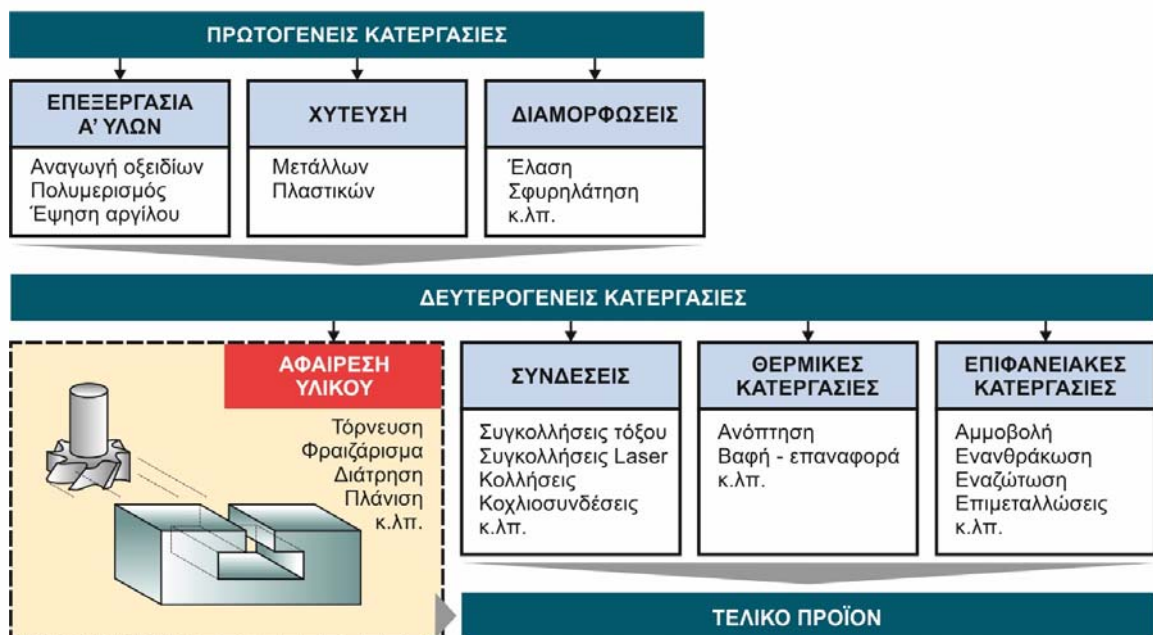 ΠΡΩΤΟΓΕΝΕΙΣ ΚΑΤΕΡΓΑΣΙΕΣ
ΕΠΕΞΕΡΓΑΣΙΑ
Α' ΥΛΩΝ
Αναγωγή οξειδίων
Πολυμερισμός
Έψηση αργίλου
ΧΥΤΕΥΣΗ
Μετάλλων
Πλαστικών
ΔΙΑΜΟΡΦΩΣΕΙΣ
Έλαση
Σφυρηλάτηση
κ.λπ.
ΔΕΥΤΕΡΟΓΕΝΕΙΣ ΚΑΤΕΡΓΑΣΙΕΣ
ΑΦΑΙΡΕΣΗ
ΥΛΙΚΟΥ
Τόρνευση
Φραιζάρισμα
Διάτρηση
Πλάνιση
κ.λπ.
ΣΥΝΔΕΣΕΙΣ
Συγκολλήσεις τόξου
Συγκολλήσεις Laser
Κολλήσεις
Κοχλιοσυνδέσεις
κ.λπ.
ΘΕΡΜΙΚΕΣ
ΚΑΤΕΡΓΑΣΙΕΣ
Ανόπτηση
Βαφή - επαναφορά
κ.λπ.
ΕΠΙΦΑΝΕΙΑΚΕΣ
ΚΑΤΕΡΓΑΣΙΕΣ
Αμμοβολή
Ενανθράκωση
Εναζώτωση
Επιμεταλλώσεις
κ.λπ.
ΤΕΛΙΚΟ ΠΡΟΪΟΝ